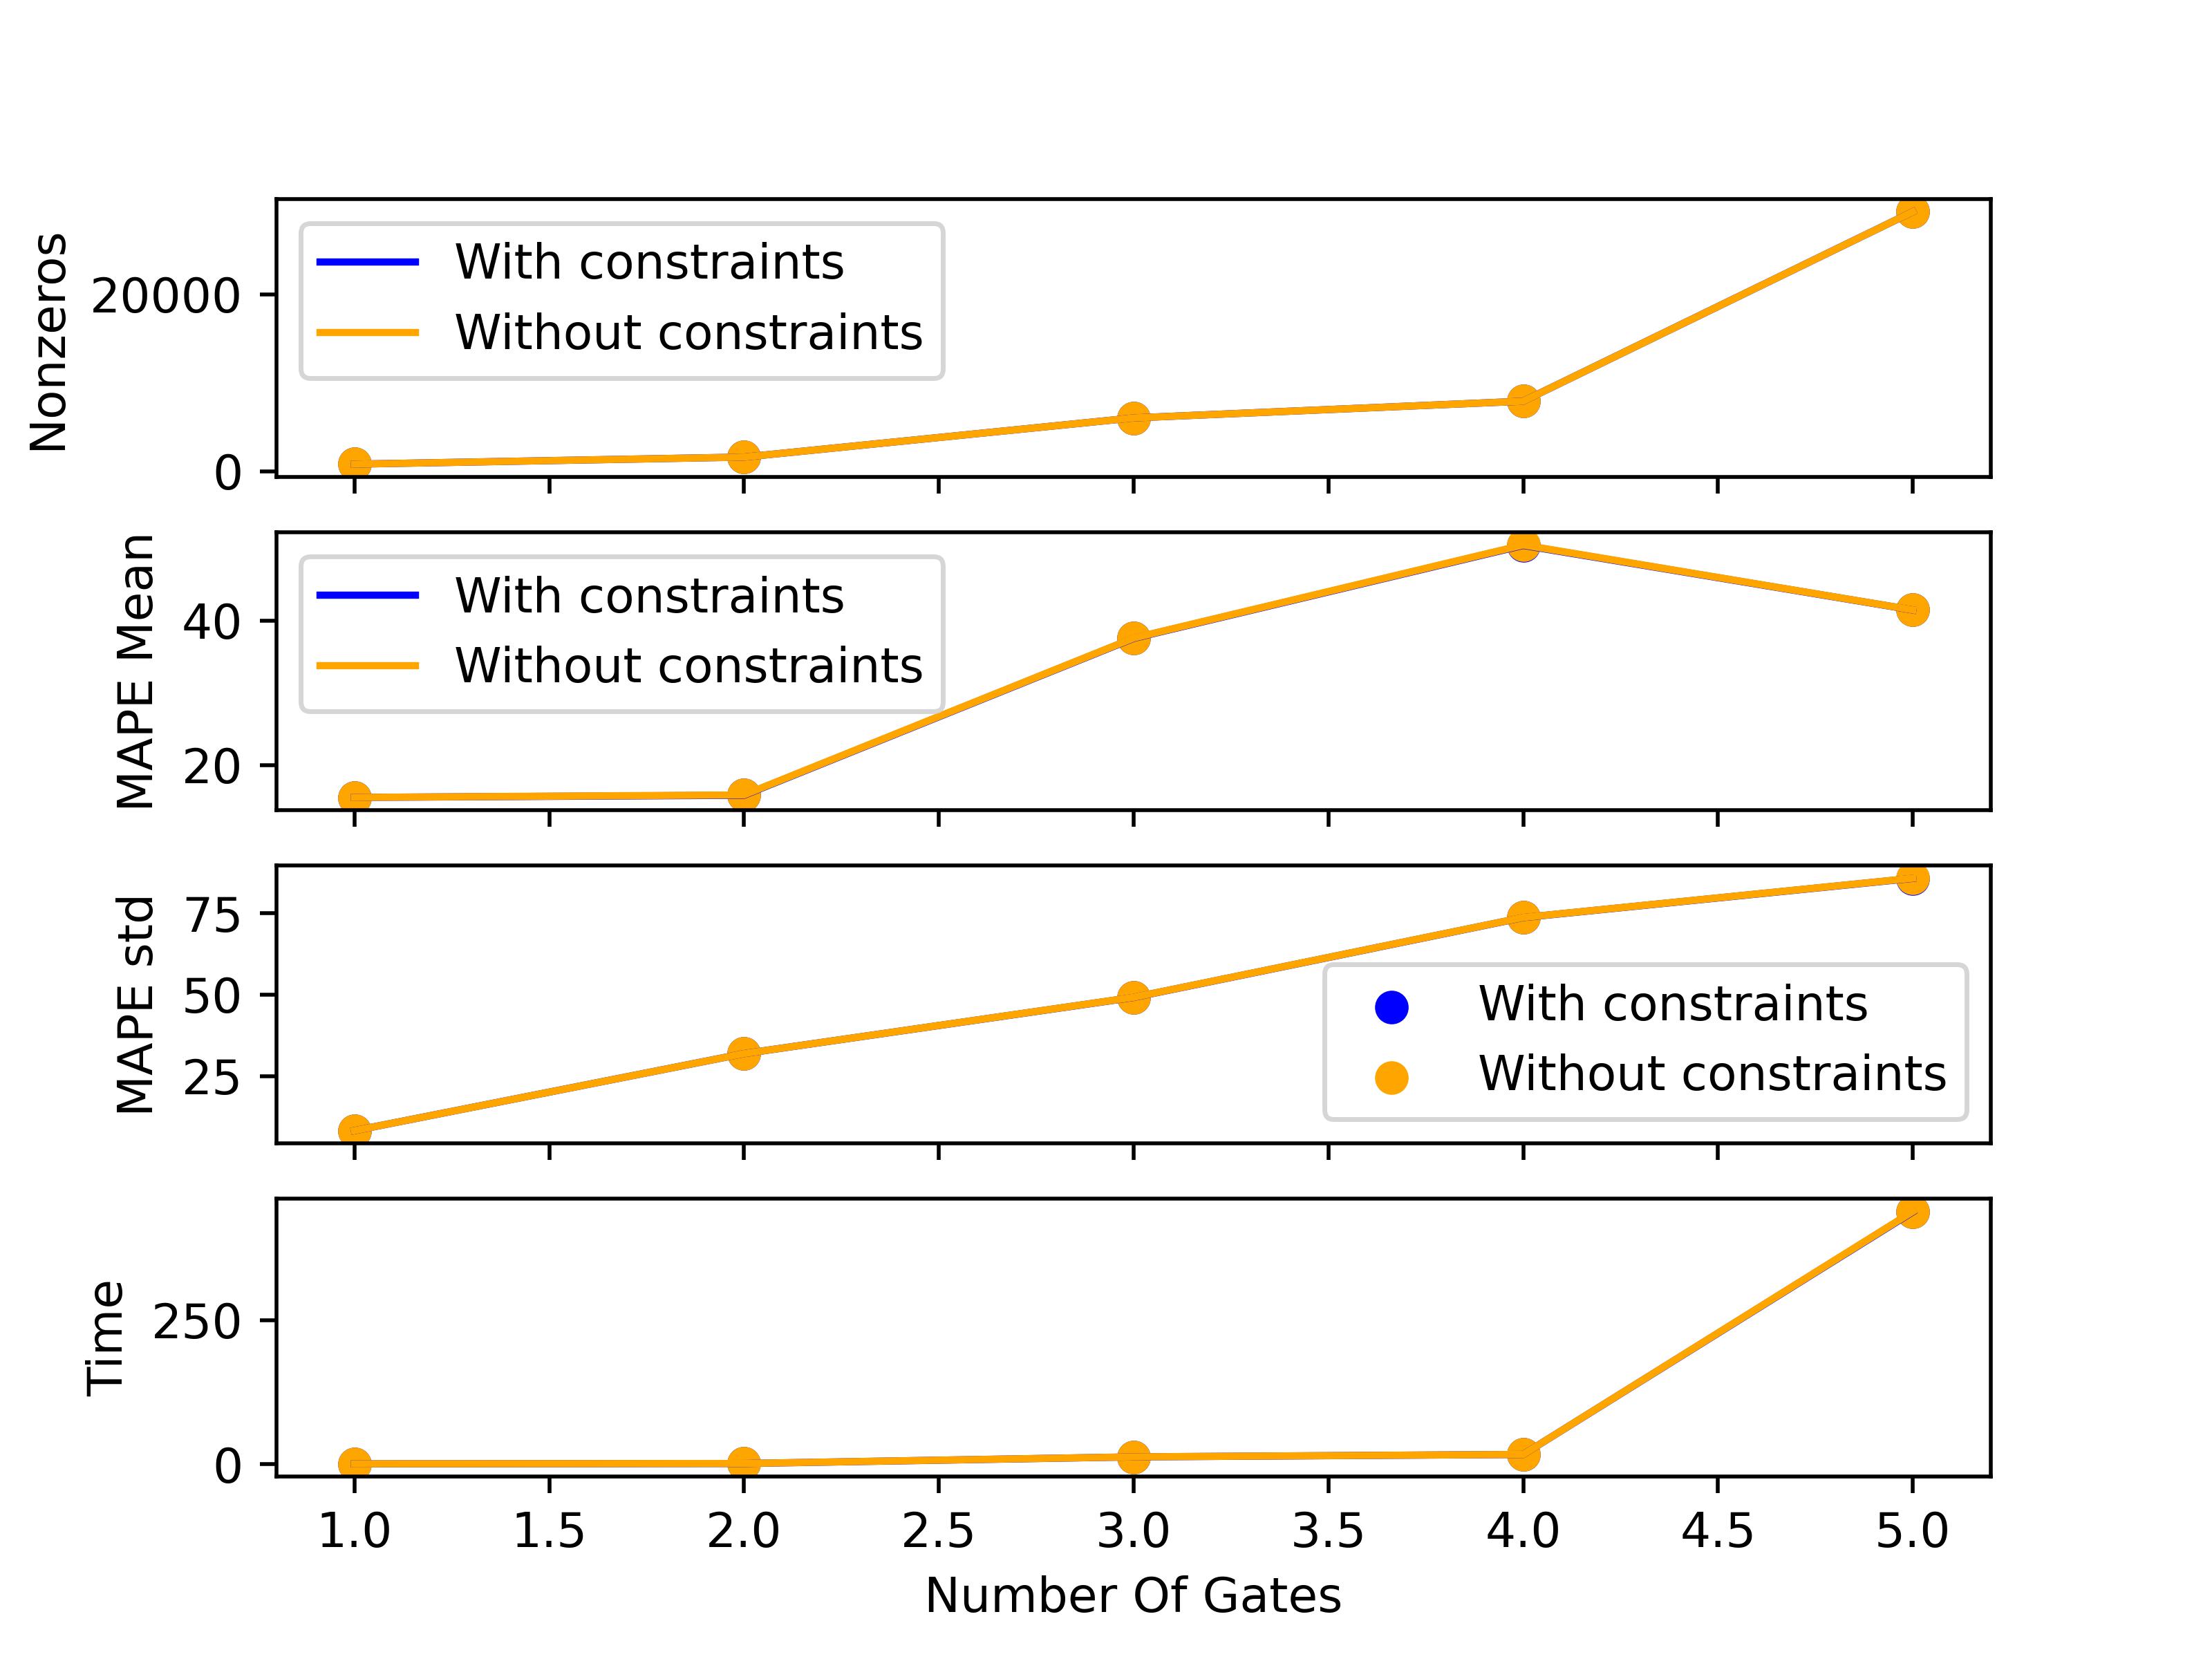 Nonzeros
20000
0
With constraints
Without constraints
MAPE Mean
40
20
With constraints
Without constraints
MAPE std
75
50
25
With constraints
Without constraints
Time
250
0
1.0 1.5 2.0 2.5 3.0 3.5 4.0 4.5 5.0
Number Of Gates